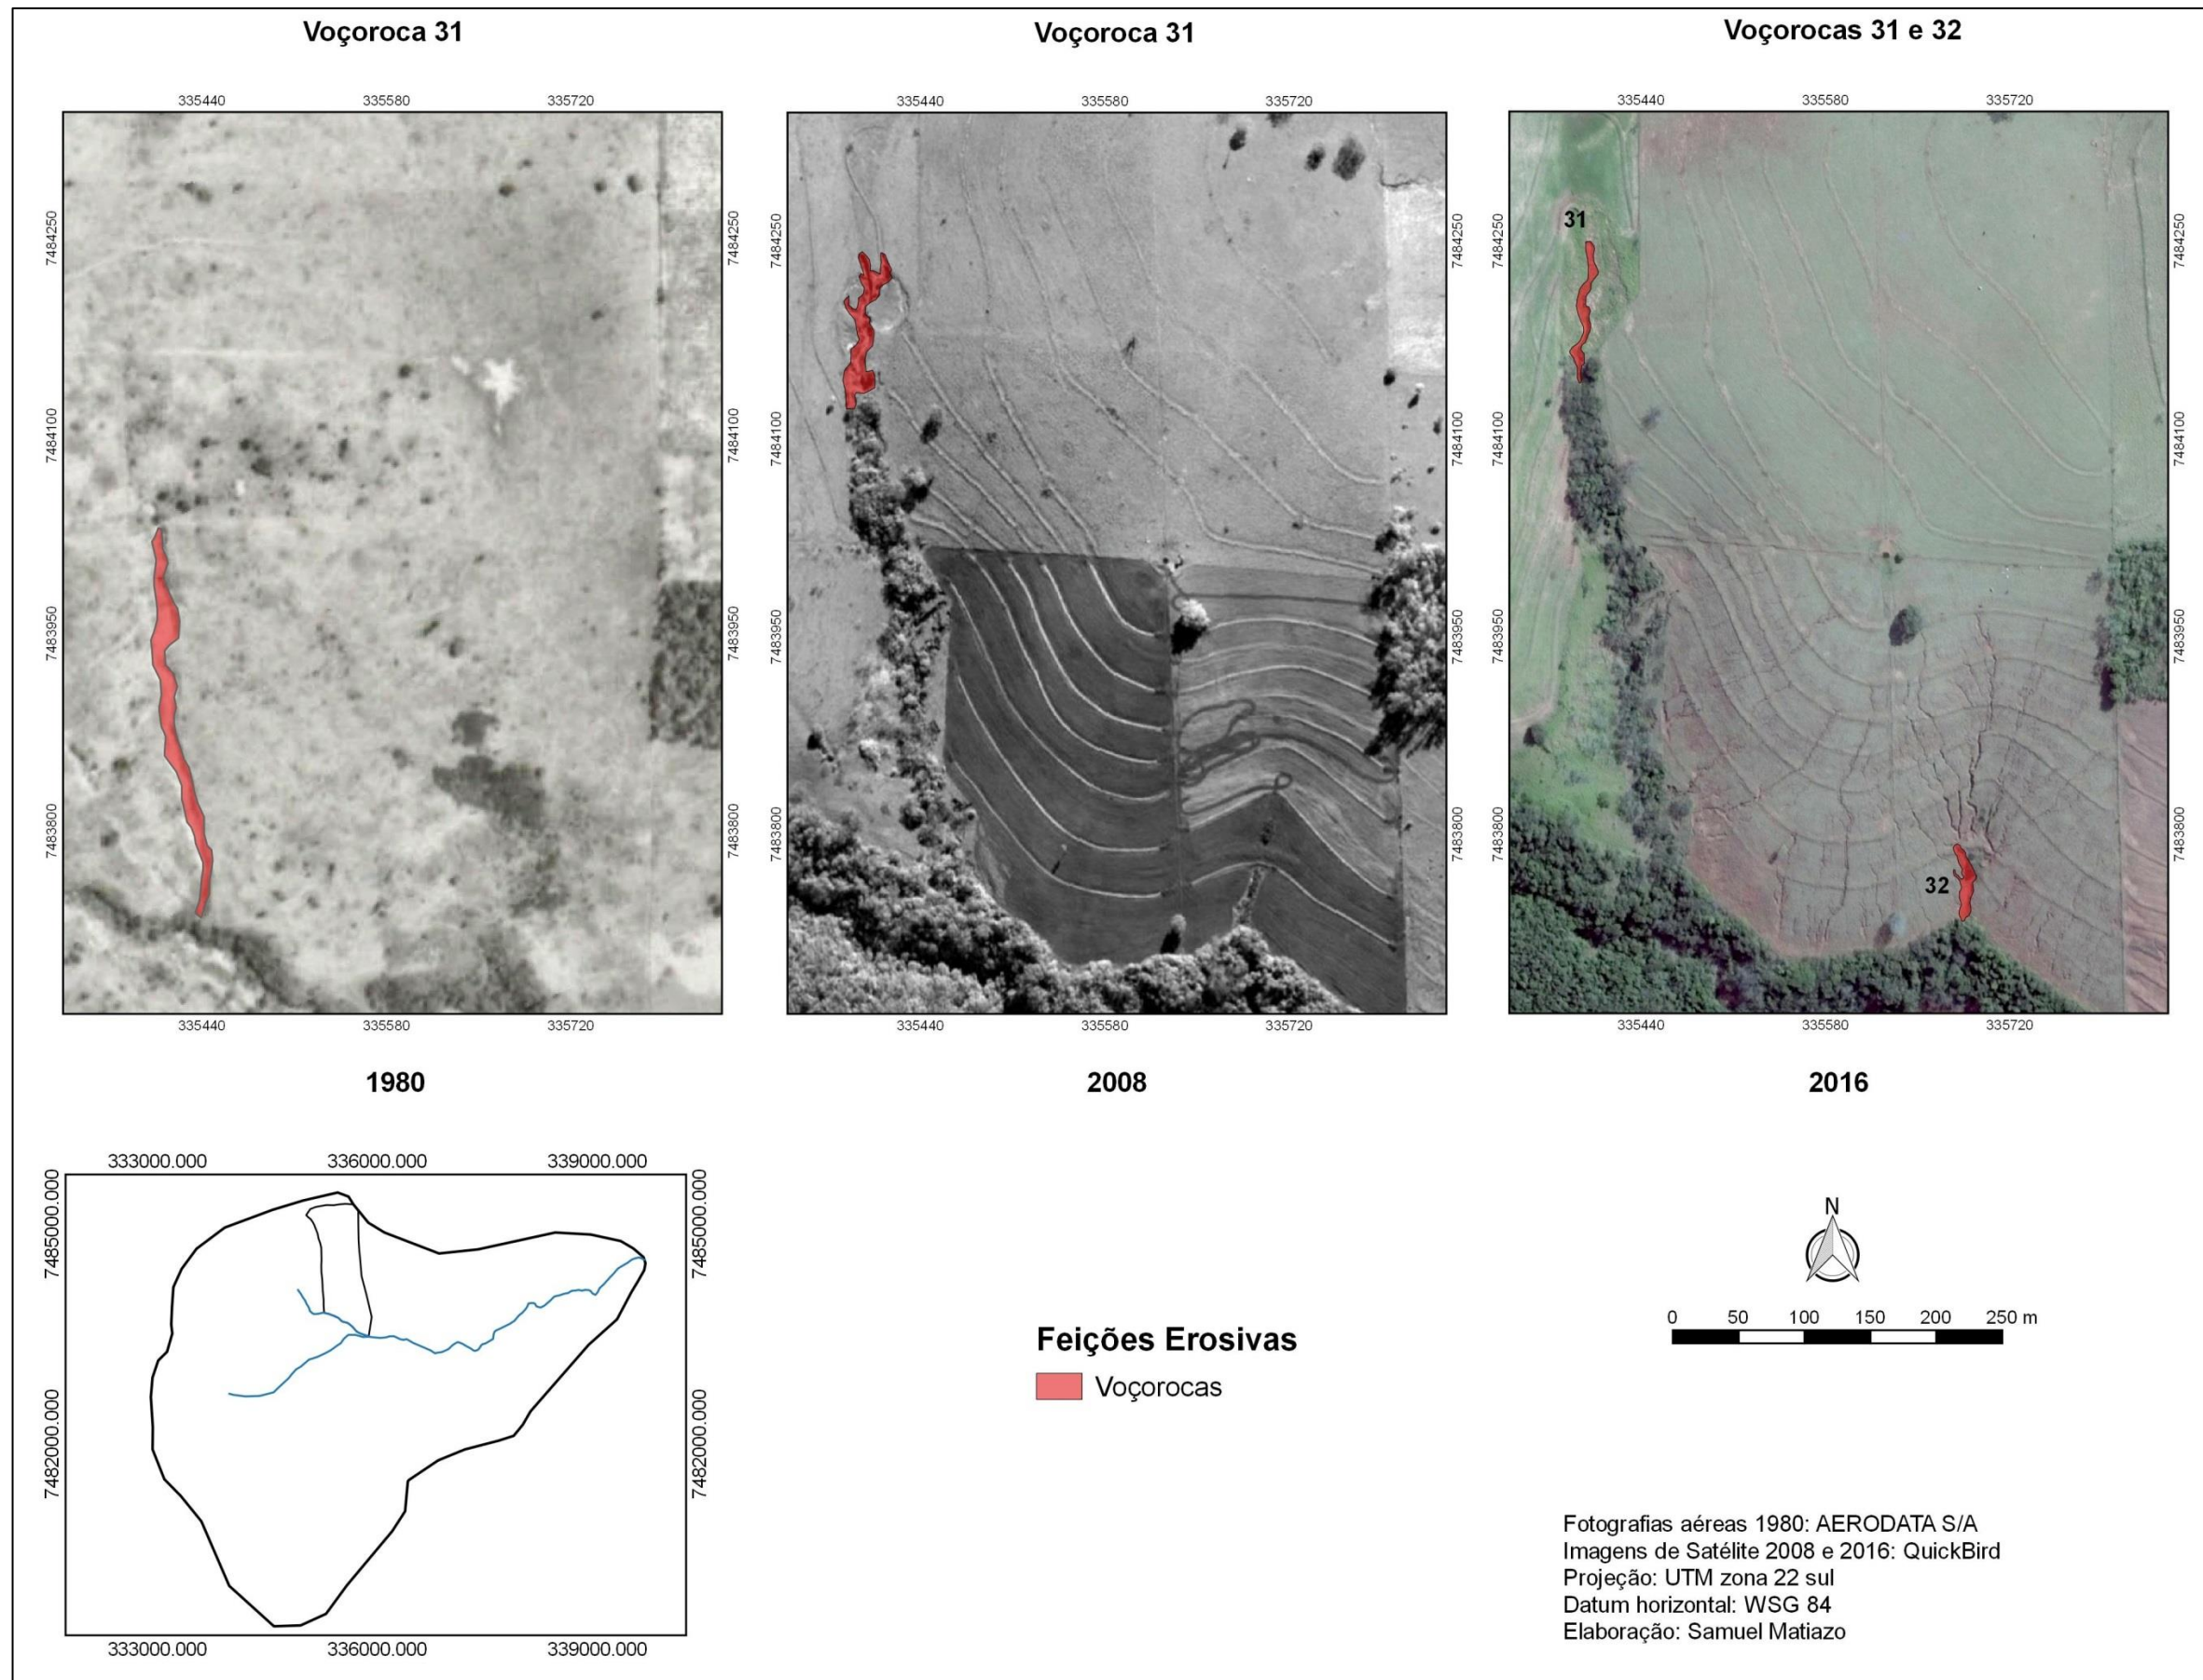 Voçoroca 31
Voçoroca 31
Voçorocas 31 e 32
335440 335580 335720
335440 335580 335720
335440 335580 335720
7484250
7484250
7484250
7484250
7484250
7484250
31
7484100
7484100
7484100
7484100
7484100
7484100
7483950
7483950
7483950
7483950
7483950
7483950
7483800
7483800
7483800
7483800
7483800
7483800
32
335440 335580 335720
335440 335580 335720
335440 335580 335720
1980
2008
2016
333000.000 336000.000 339000.000
7485000.000
7485000.000
7482000.000
7482000.000
333000.000 336000.000 339000.000
Feições Erosivas
Voçorocas
N
0 50 100 150 200 250 m
Fotografias aéreas 1980: AERODATA S/A
Imagens de Satélite 2008 e 2016: QuickBird
Projeção: UTM zona 22 sul
Datum horizontal: WSG 84
Elaboração: Samuel Matiazo